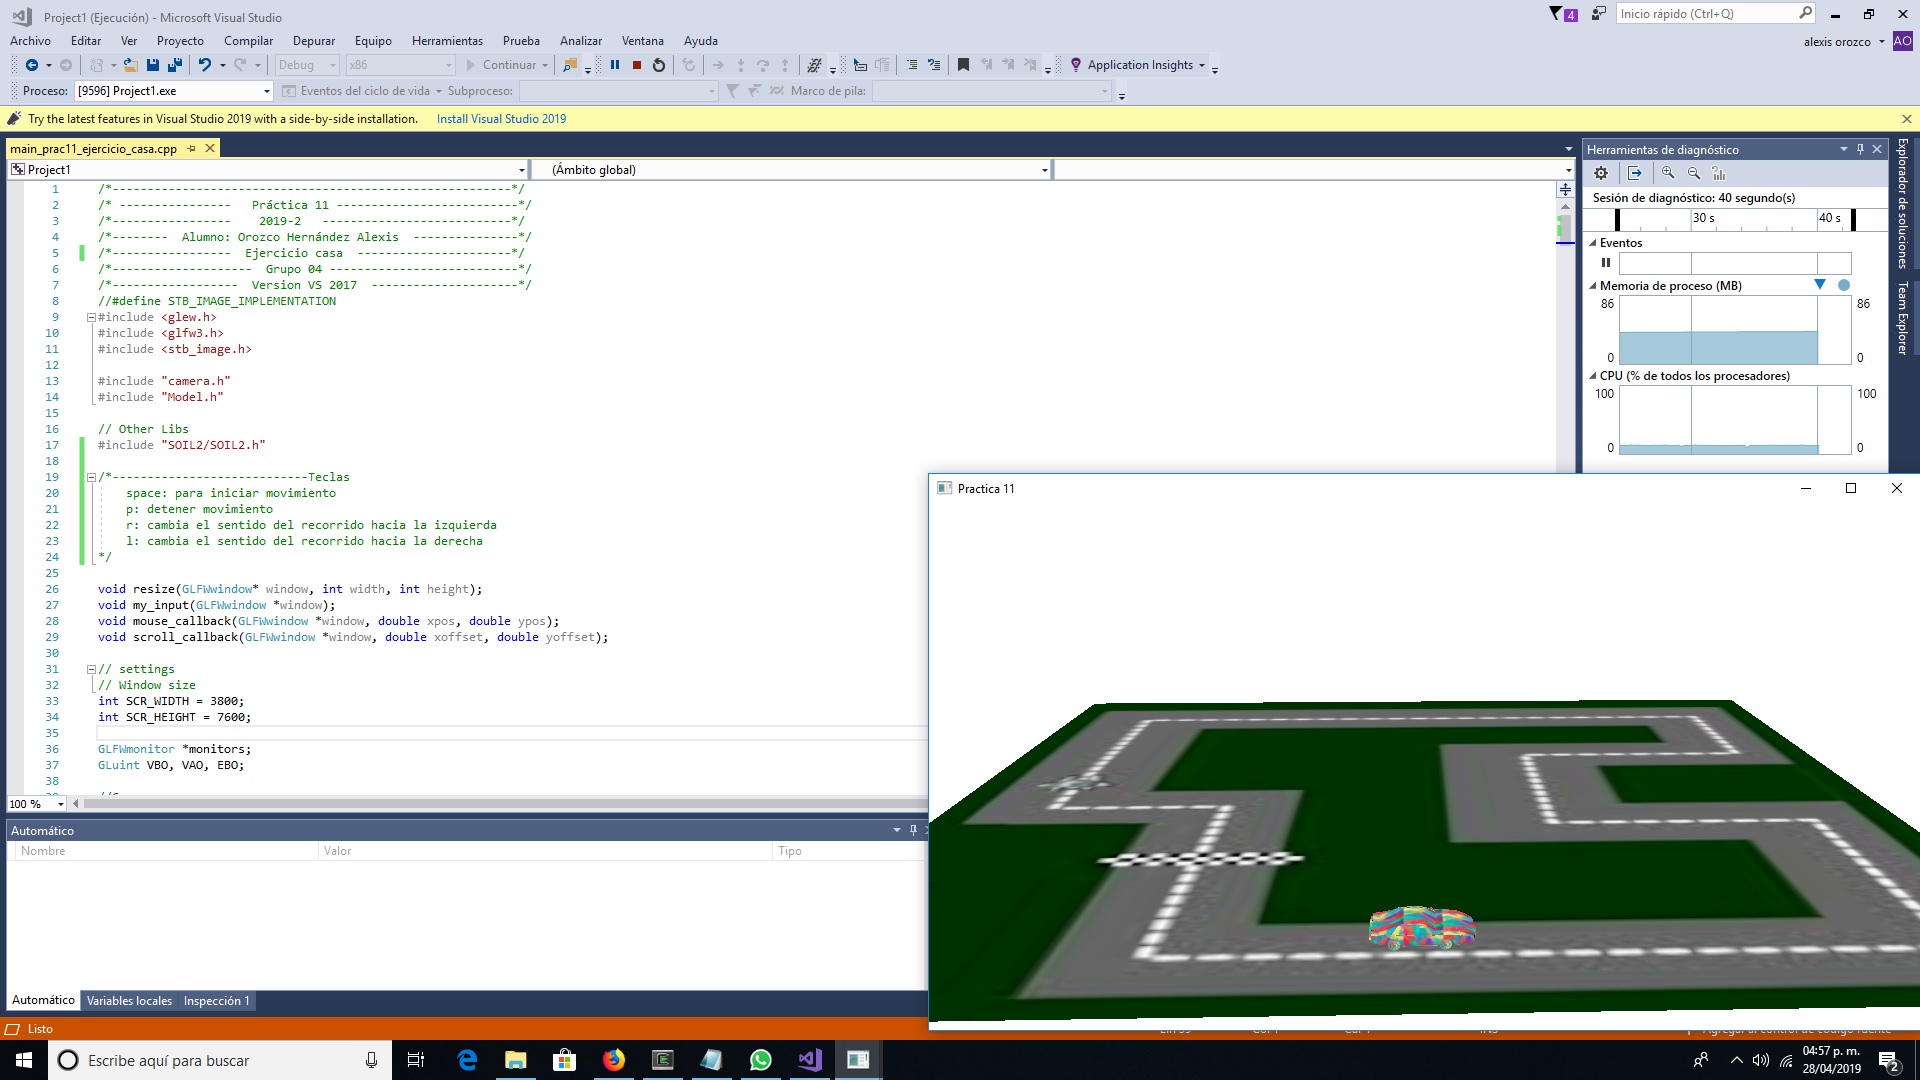 Project1 (Ejecución) - Microsoft Visual Studio
4
Inicio rápido (Ctrl+Q)
Archivo Editar Ver Proyecto Compilar Depurar Equipo Herramientas Prueba Analizar Ventana Ayuda
alexis orozco AO
Debug x86 Continuar Application Insights
Proceso: [9596] Project1.exe Eventos del ciclo de vida Subproceso: Marco de pila:
Try the latest features in Visual Studio 2019 with a side-by-side installation. Install Visual Studio 2019
main_prac11_ejercicio_casa.cpp
Project1 (Ámbito global)
1 /*---------------------------------------------------------*/
2 /* ---------------- Práctica 11 --------------------------*/
3 /*----------------- 2019-2 ---------------------------*/
4 /*-------- Alumno: Orozco Hernández Alexis ---------------*/
5 /*----------------- Ejercicio casa ----------------------*/
6 /*-------------------- Grupo 04 ---------------------------*/
7 /*-------------------- Version VS 2017 ---------------------*/
8 //#define STB_IMAGE_IMPLEMENTATION
9 #include <glew.h>
10 #include <glfw3.h>
11 #include <stb_image.h>
12
13 #include "camera.h"
14 #include "Model.h"
15
16 // Other Libs
17 #include "SOIL2/SOIL2.h"
18
19 /*----------------------------Teclas
20 space: para iniciar movimiento
21 p: detener movimiento
22 r: cambia el sentido del recorrido hacia la izquierda
23 l: cambia el sentido del recorrido hacia la derecha
24 */
25
26 void resize(GLFWwindow* window, int width, int height);
27 void my_input(GLFWwindow *window);
28 void mouse_callback(GLFWwindow *window, double xpos, double ypos);
29 void scroll_callback(GLFWwindow *window, double xoffset, double yoffset);
30
31 // settings
32 // Window size
33 int SCR_WIDTH = 3800;
34 int SCR_HEIGHT = 7600;
35
36 GLFWmonitor *monitors;
37 GLuint VBO, VAO, EBO;
38
100 %
Herramientas de diagnóstico
Sesión de diagnóstico: 40 segundo(s)
30 s 40 s
Eventos
Memoria de proceso (MB)
86 86
0 0
CPU (% de todos los procesadores)
100 100
0 0
Explorador de soluciones
Team Explorer
Practica 11
Automático
Nombre Valor Tipo
Automático Variables locales Inspección 1
Listo
Escribe aquí para buscar
04:57 p. m.
28/04/2019
2